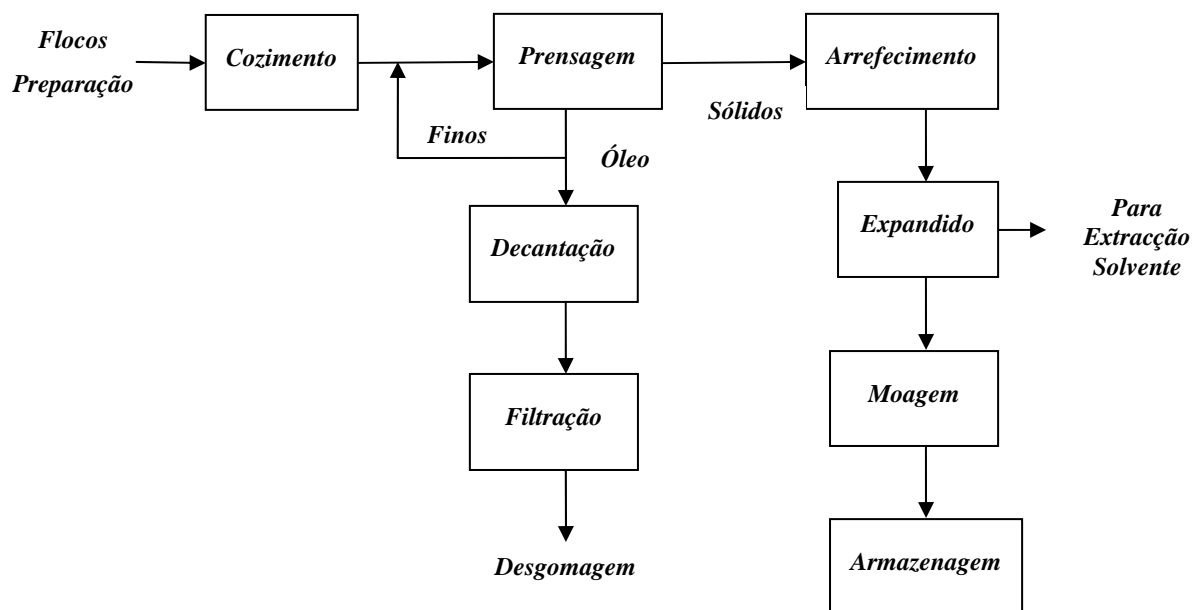 Flocos
Preparação
Cozimento
Prensagem
Arrefecimento
Finos
Óleo
Sólidos
Decantação
Expandido
Para
Extracção
Solvente
Filtração
Moagem
Desgomagem
Armazenagem